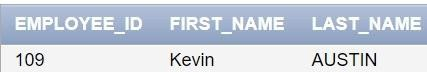 EMPLOYEE_ID FIRST_NAME LAST_NAME
109 Kevin AUSTIN